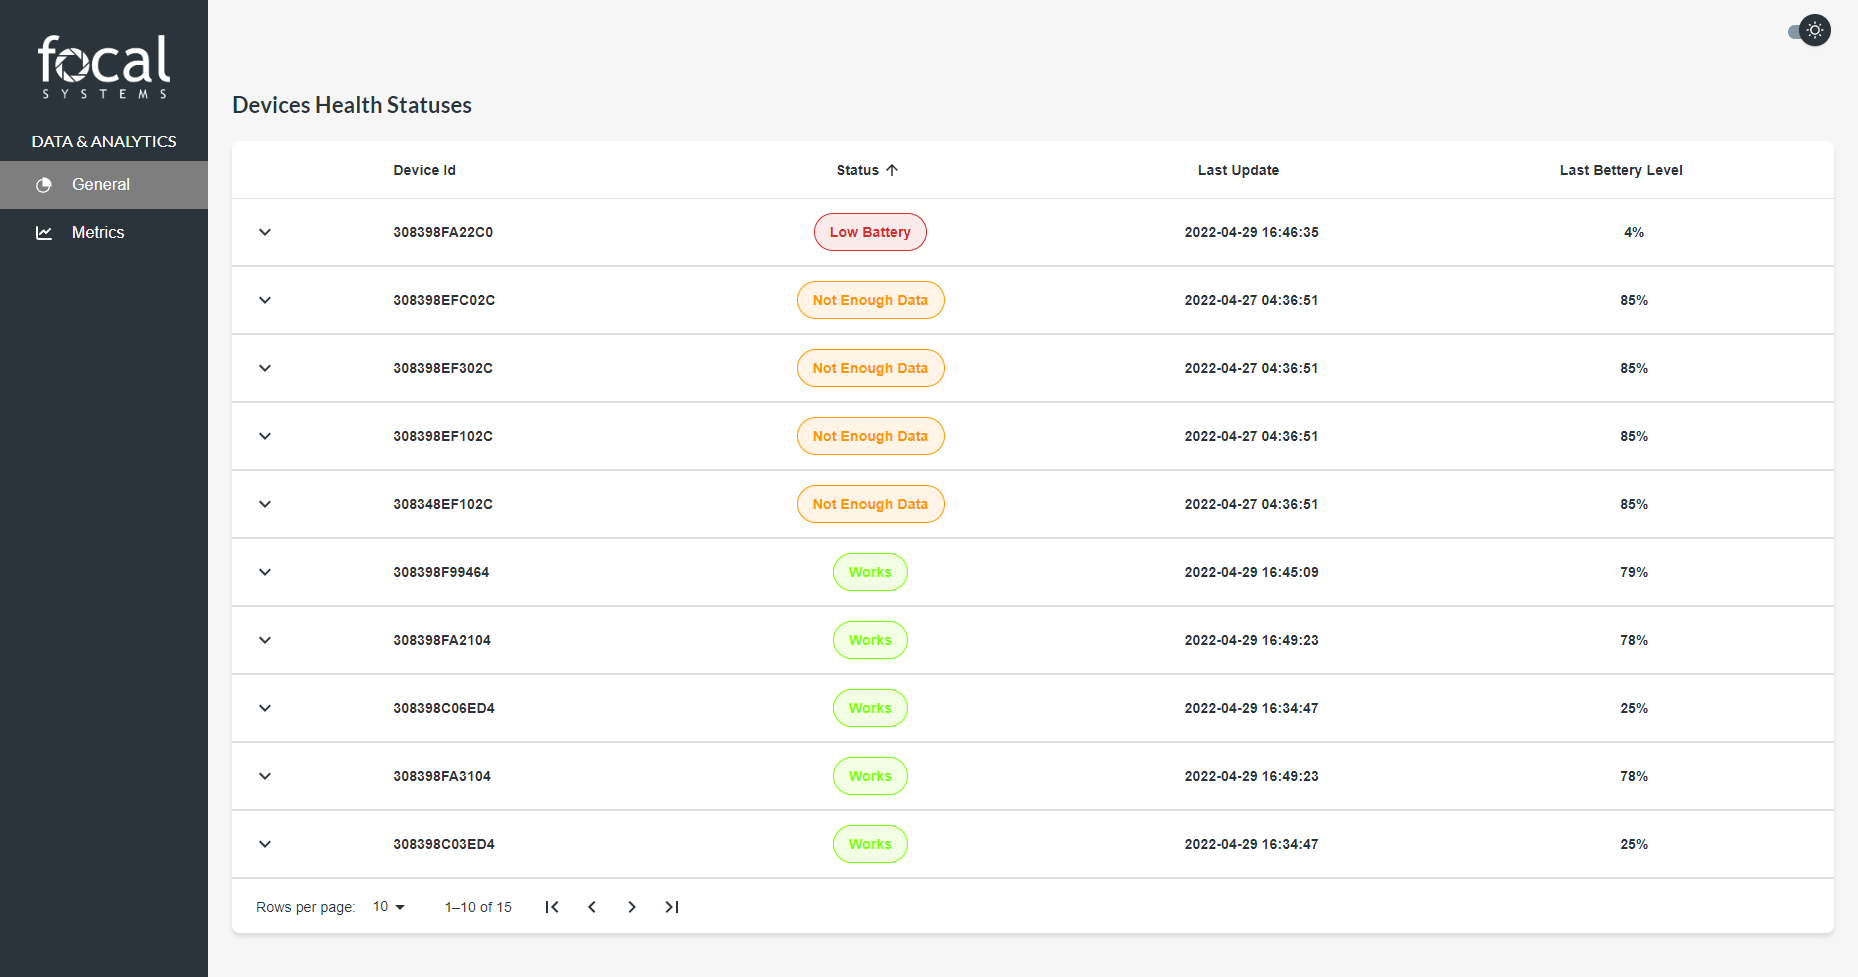 focal
SYSTEMS
DATA & ANALYTICS
General
Metrics
Devices Health Statuses
Device Id Status Last Update Last Bettery Level
308398FA22C0 Low Battery 2022-04-29 16:46:35 4%
308398EFC02C Not Enough Data 2022-04-27 04:36:51 85%
308398EF302C Not Enough Data 2022-04-27 04:36:51 85%
308398EF102C Not Enough Data 2022-04-27 04:36:51 85%
308348EF102C Not Enough Data 2022-04-27 04:36:51 85%
308398F99464 Works 2022-04-29 16:45:09 79%
308398FA2104 Works 2022-04-29 16:49:23 78%
308398C06ED4 Works 2022-04-29 16:34:47 25%
308398FA3104 Works 2022-04-29 16:49:23 78%
308398C03ED4 Works 2022-04-29 16:34:47 25%
Rows per page: 10 1–10 of 15